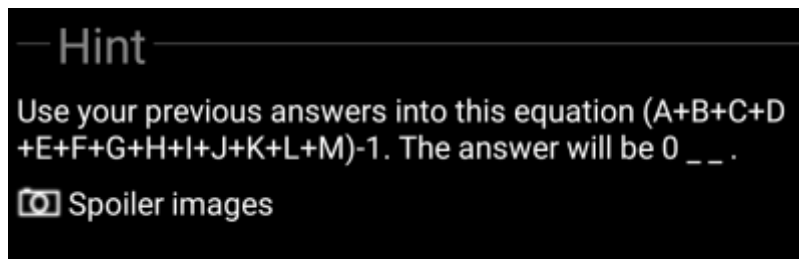 Hint
Use your previous answers into this equation (A+B+C+D
+E+F+G+H+I+J+K+L+M)-1. The answer will be 0 _ _ .
Spoiler images